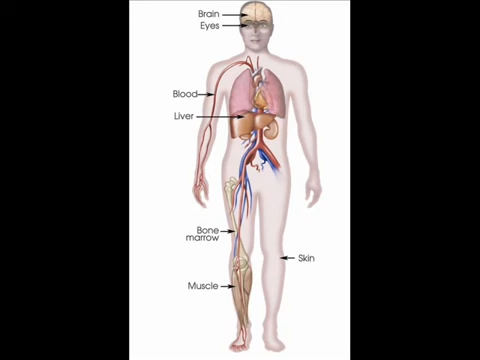 Brain
Eyes
Blood
Liver
Bone
marrow
Skin
Muscle